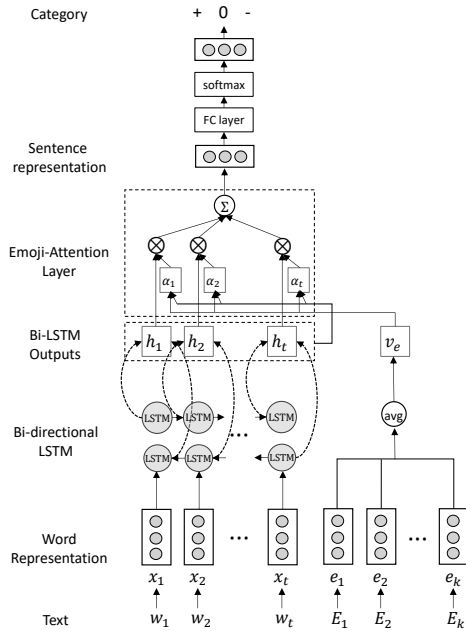 Category + 0 -
softmax
FC layer
Sentence
representation
Σ
Emoji-Attention
Layer
α₁ α₂ αₜ
Bi-LSTM
Outputs
h₁ h₂ hₜ vₑ
avg
Bi-directional
LSTM
LSTM LSTM LSTM
...
LSTM LSTM LSTM
Word
Representation
... ...
x₁ x₂ xₜ e₁ e₂ eₖ
Text w₁ w₂ wₜ E₁ E₂ Eₖ